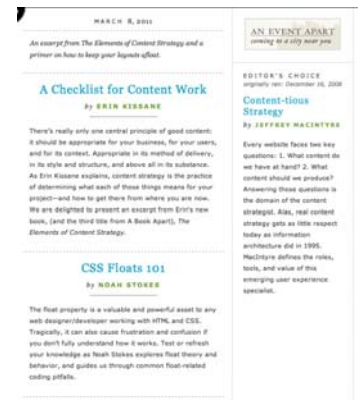 MARCH 8, 2011
An excerpt from The Elements of Content Strategy and a
primer on how to keep your layouts afloat.
A Checklist for Content Work
by ERIN KISSANE
There's really only one central principle of good content:
it should be appropriate for your business, for your users,
and for its context. Appropriate in its method of delivery,
in its style and structure, and above all in its substance.
As Erin Kissane explains, content strategy is the practice
of determining what each of those things means for your
project—and how to get there from where you are now.
We are delighted to present an excerpt from Erin's new
book, (and the third title from A Book Apart), The
Elements of Content Strategy.
CSS Floats 101
by NOAH STOKES
The float property is a valuable and powerful asset to any
web designer/developer working with HTML and CSS.
Tragically, it can also cause frustration and confusion if
you don't fully understand how it works. Test or refresh
your knowledge as Noah Stokes explores float theory and
behavior, and guides us through common float-related
coding pitfalls.
AN EVENT APART
coming to a city near you
EDITOR'S CHOICE
originally ran: December 16, 2008
Content-tious
Strategy
by JEFFREY MACINTYRE
Every website faces two key
questions: 1. What content do
we have at hand? 2. What
content should we produce?
Answering those questions is
the domain of the content
strategist. Alas, real content
strategy gets as little respect
today as information
architecture did in 1995.
MacIntyre defines the roles,
tools, and value of this
emerging user experience
specialist.